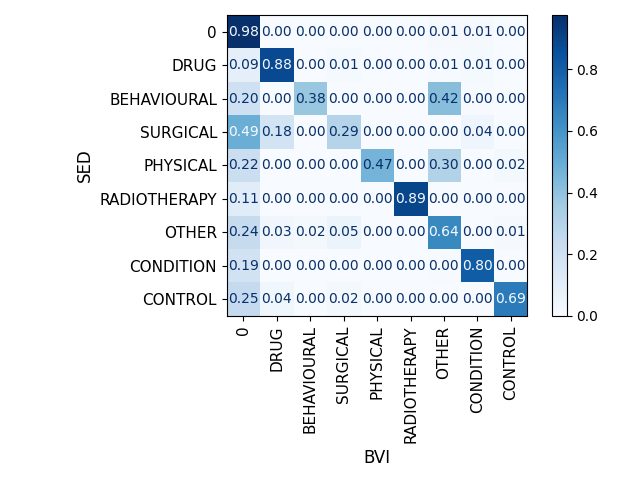 0 0.98 0.00 0.00 0.00 0.00 0.00 0.01 0.01 0.00
DRUG 0.09 0.88 0.00 0.01 0.00 0.00 0.01 0.01 0.00
BEHAVIOURAL 0.20 0.00 0.38 0.00 0.00 0.00 0.42 0.00 0.00
SURGICAL 0.49 0.18 0.00 0.29 0.00 0.00 0.00 0.04 0.00
PHYSICAL 0.22 0.00 0.00 0.00 0.47 0.00 0.30 0.00 0.02
RADIOTHERAPY 0.11 0.00 0.00 0.00 0.00 0.89 0.00 0.00 0.00
OTHER 0.24 0.03 0.02 0.05 0.00 0.00 0.64 0.00 0.01
CONDITION 0.19 0.00 0.00 0.00 0.00 0.00 0.00 0.80 0.00
CONTROL 0.25 0.04 0.00 0.02 0.00 0.00 0.00 0.00 0.69
SED
0
DRUG
BEHAVIOURAL
SURGICAL
PHYSICAL
RADIOTHERAPY
OTHER
CONDITION
CONTROL
BVI
0.8
0.6
0.4
0.2
0.0